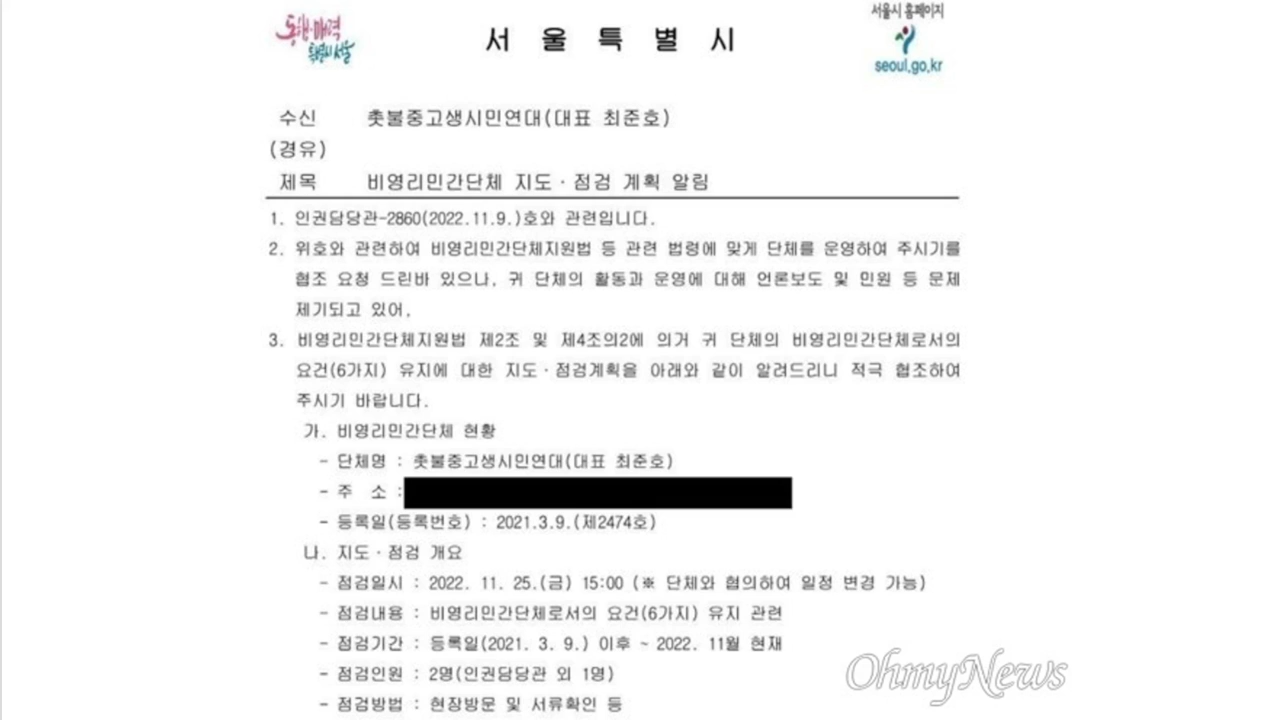 동행·매력
특별시 서울
서 울 특 별 시
서울시 홈페이지
seoul.go.kr
수신 촛불중고생시민연대(대표 최준호)
(경유)
제목 비영리민간단체 지도·점검 계획 알림
1. 인권담당관-2860(2022.11.9.)호와 관련입니다.
2. 위호와 관련하여 비영리민간단체지원법 등 관련 법령에 맞게 단체를 운영하여 주시기를
협조 요청 드린바 있으나, 귀 단체의 활동과 운영에 대해 언론보도 및 민원 등 문제
제기되고 있어,
3. 비영리민간단체지원법 제2조 및 제4조의2에 의거 귀 단체의 비영리민간단체로서의
요건(6가지) 유지에 대한 지도·점검계획을 아래와 같이 알려드리니 적극 협조하여
주시기 바랍니다.
가. 비영리민간단체 현황
- 단체명 : 촛불중고생시민연대(대표 최준호)
- 주 소 :
- 등록일(등록번호) : 2021.3.9.(제2474호)
나. 지도·점검 개요
- 점검일시 : 2022. 11. 25.(금) 15:00 (※ 단체와 협의하여 일정 변경 가능)
- 점검내용 : 비영리민간단체로서의 요건(6가지) 유지 관련
- 점검기간 : 등록일(2021. 3. 9.) 이후 ~ 2022. 11월 현재
- 점검인원 : 2명(인권담당관 외 1명)
- 점검방법 : 현장방문 및 서류확인 등
OhmyNews